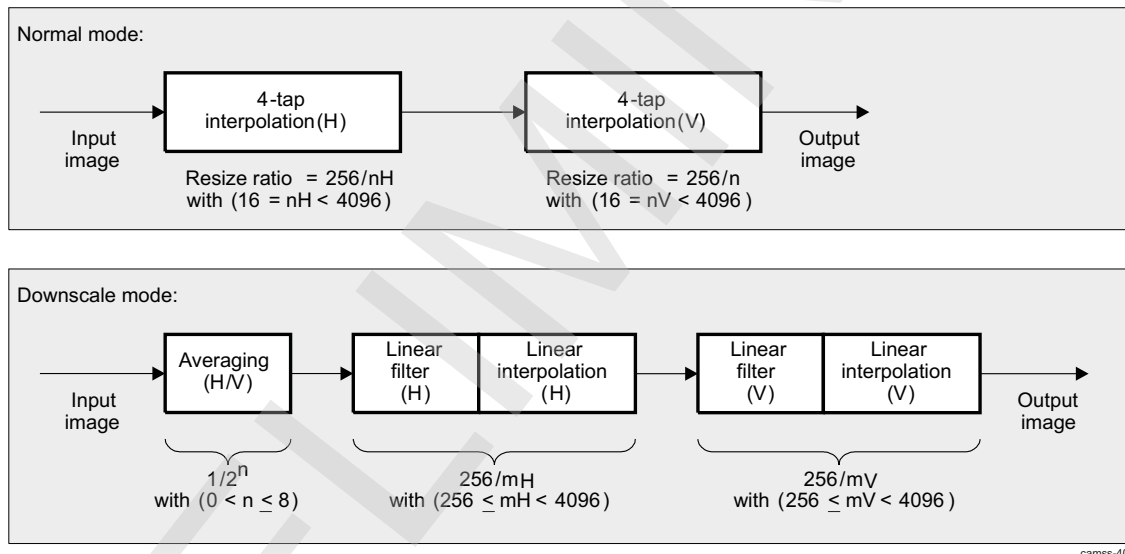 Normal mode:
4-tap
interpolation(H)
4-tap
interpolation(V)
Input
image
Output
image
Resize ratio = 256/nH
with (16 = nH < 4096)
Resize ratio = 256/n
with (16 = nV < 4096)
Downscale mode:
Averaging
(H/V)
Linear
filter
(H)
Linear
interpolation
(H)
Linear
filter
(V)
Linear
interpolation
(V)
Input
image
Output
image
1/2^n
with (0 < n ≤ 8)
256/mH
with (256 ≤ mH < 4096)
256/mV
with (256 ≤ mV < 4096)